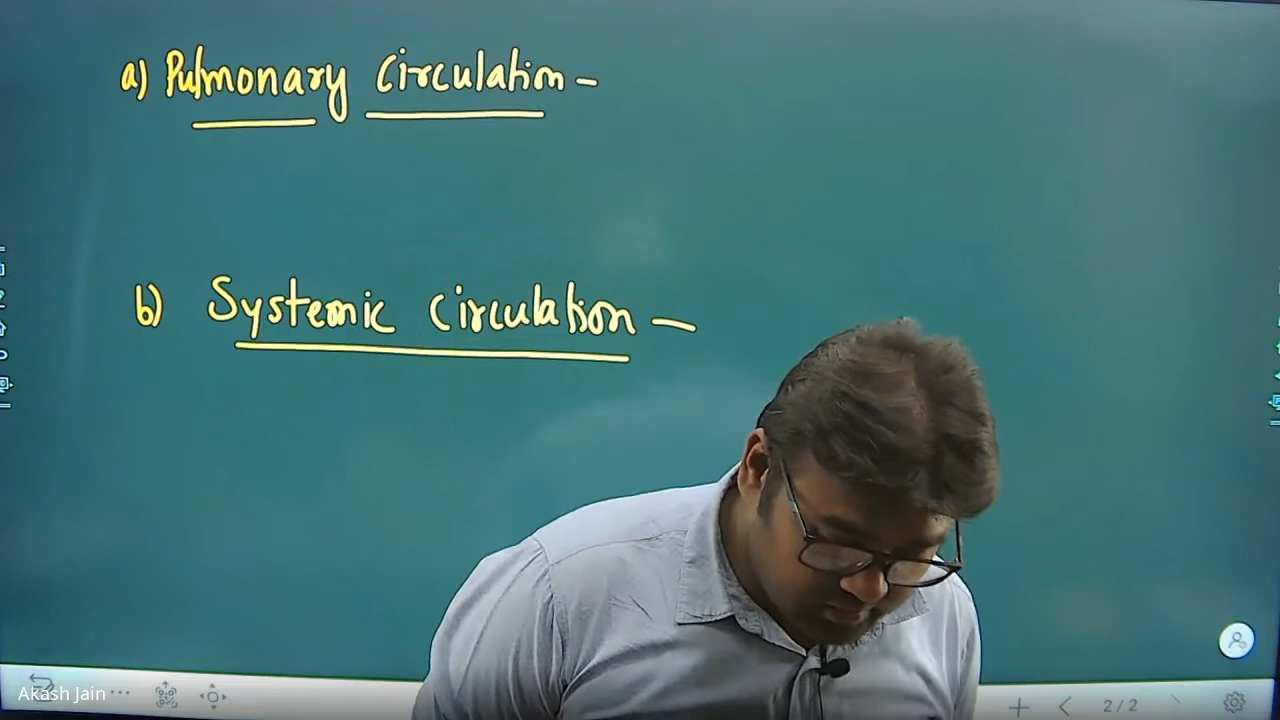 a) Pulmonary Circulation -
b) Systemic Circulation -
Akash Jain
2/2